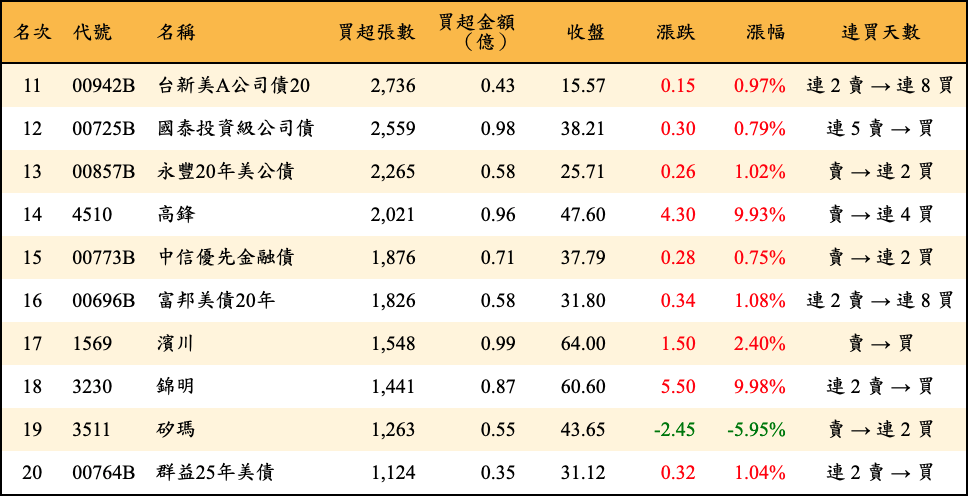 名次 代號 名稱 買超張數 買超金額（億） 收盤 漲跌 漲幅 連買天數
11 00942B 台新美A公司債20 2,736 0.43 15.57 0.15 0.97% 連 2 賣 → 連 8 買
12 00725B 國泰投資級公司債 2,559 0.98 38.21 0.30 0.79% 連 5 賣 → 買
13 00857B 永豐20年美公債 2,265 0.58 25.71 0.26 1.02% 賣 → 連 2 買
14 4510 高鋒 2,021 0.96 47.60 4.30 9.93% 賣 → 連 4 買
15 00773B 中信優先金融債 1,876 0.71 37.79 0.28 0.75% 賣 → 連 2 買
16 00696B 富邦美債20年 1,826 0.58 31.80 0.34 1.08% 連 2 賣 → 連 8 買
17 1569 濱川 1,548 0.99 64.00 1.50 2.40% 賣 → 買
18 3230 錦明 1,441 0.87 60.60 5.50 9.98% 連 2 賣 → 買
19 3511 矽瑪 1,263 0.55 43.65 -2.45 -5.95% 賣 → 連 2 買
20 00764B 群益25年美債 1,124 0.35 31.12 0.32 1.04% 連 2 賣 → 買